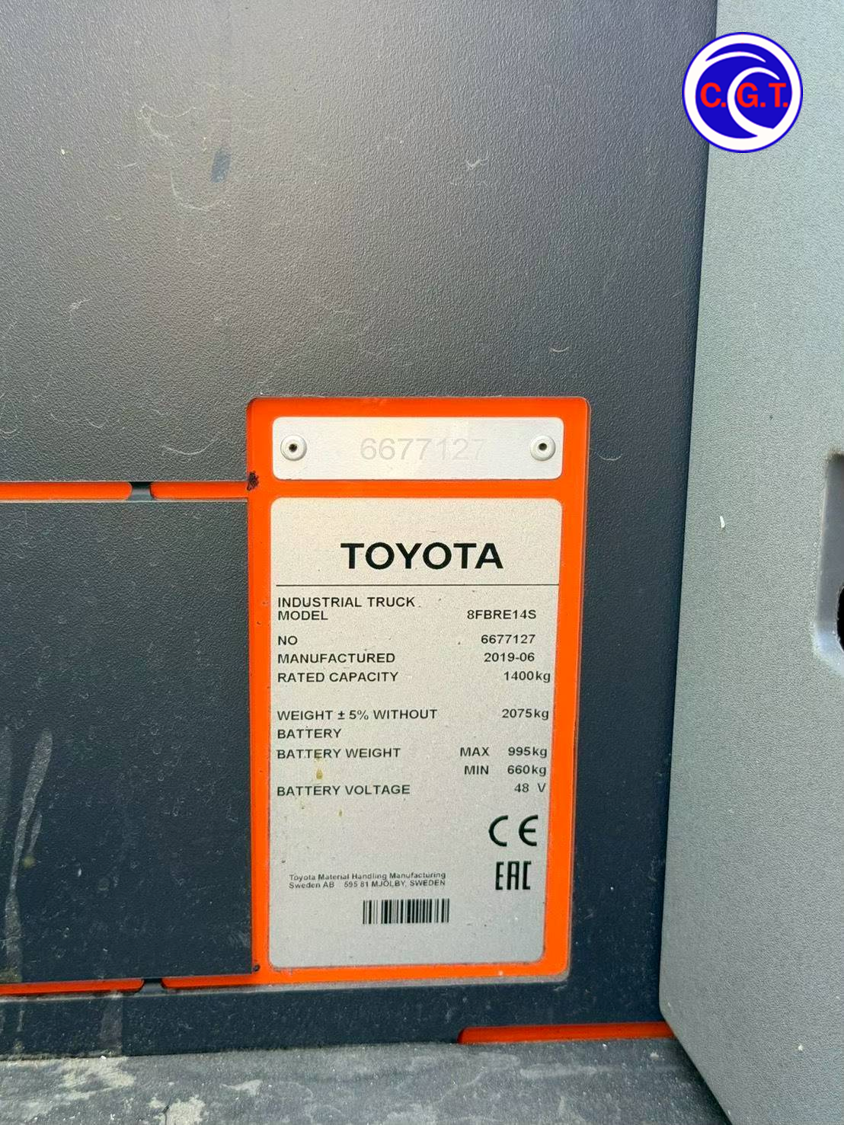 C.G.T.
6677127
TOYOTA
INDUSTRIAL TRUCK
MODEL 8FBRE14S
NO 6677127
MANUFACTURED 2019-06
RATED CAPACITY 1400kg
WEIGHT ± 5% WITHOUT 2075kg
BATTERY
BATTERY WEIGHT MAX 995kg
MIN 660kg
BATTERY VOLTAGE 48 V
CE
EAC
Toyota Material Handling Manufacturing
Sweden AB 595 81 MJÖLBY, SWEDEN